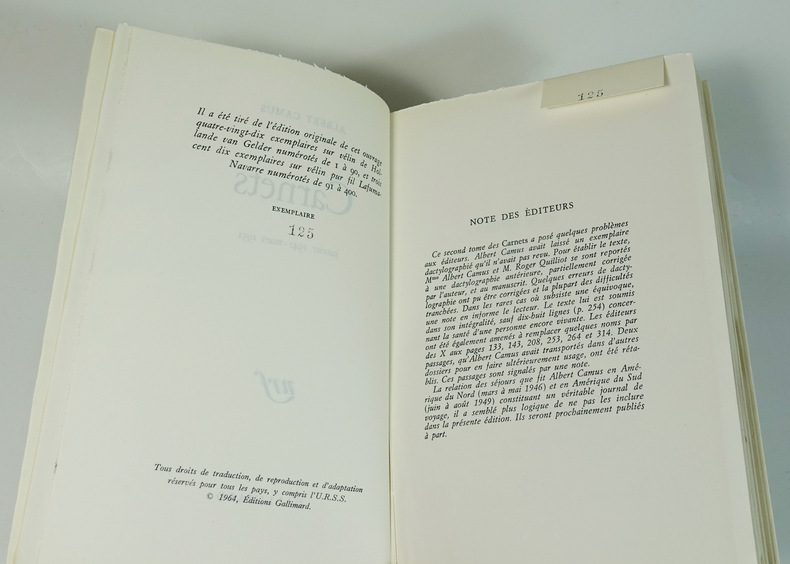 Il a été tiré de l'édition originale de cet ouvrage
quatre-vingt-dix exemplaires sur vélin de Hol-
lande van Gelder numérotés de 1 à 90, et trois
cent dix exemplaires sur vélin pur fil Lafuma-
Navarre numérotés de 91 à 400.
EXEMPLAIRE
125
ALBERT CAMUS
Carnets
janvier 1942 - mars 1951
nrf
Tous droits de traduction, de reproduction et d'adaptation
réservés pour tous les pays, y compris l'U.R.S.S.
© 1964, Éditions Gallimard.
125
NOTE DES ÉDITEURS
Ce second tome des Carnets a posé quelques problèmes
aux éditeurs. Albert Camus avait laissé un exemplaire
dactylographié qu'il n'avait pas revu. Pour établir le texte,
Mme Albert Camus et M. Roger Quilliot se sont reportés
à une dactylographie antérieure, partiellement corrigée
par l'auteur, et au manuscrit. Quelques erreurs de dacty-
lographie ont pu être corrigées et la plupart des difficultés
tranchées. Dans les rares cas où subsiste une équivoque,
une note en informe le lecteur. Le texte lui est soumis
dans son intégralité, sauf dix-huit lignes (p. 254) concer-
nant la santé d'une personne encore vivante. Les éditeurs
ont été également amenés à remplacer quelques noms par
des X aux pages 133, 143, 208, 253, 264 et 314. Deux
passages, qu'Albert Camus avait transportés dans d'autres
dossiers pour en faire ultérieurement usage, ont été réta-
blis. Ces passages sont signalés par une note.
La relation des séjours que fit Albert Camus en Amé-
rique du Nord (mars à mai 1946) et en Amérique du Sud
(juin à août 1949) constituant un véritable journal de
voyage, il a semblé plus logique de ne pas les inclure
dans la présente édition. Ils seront prochainement publiés
à part.